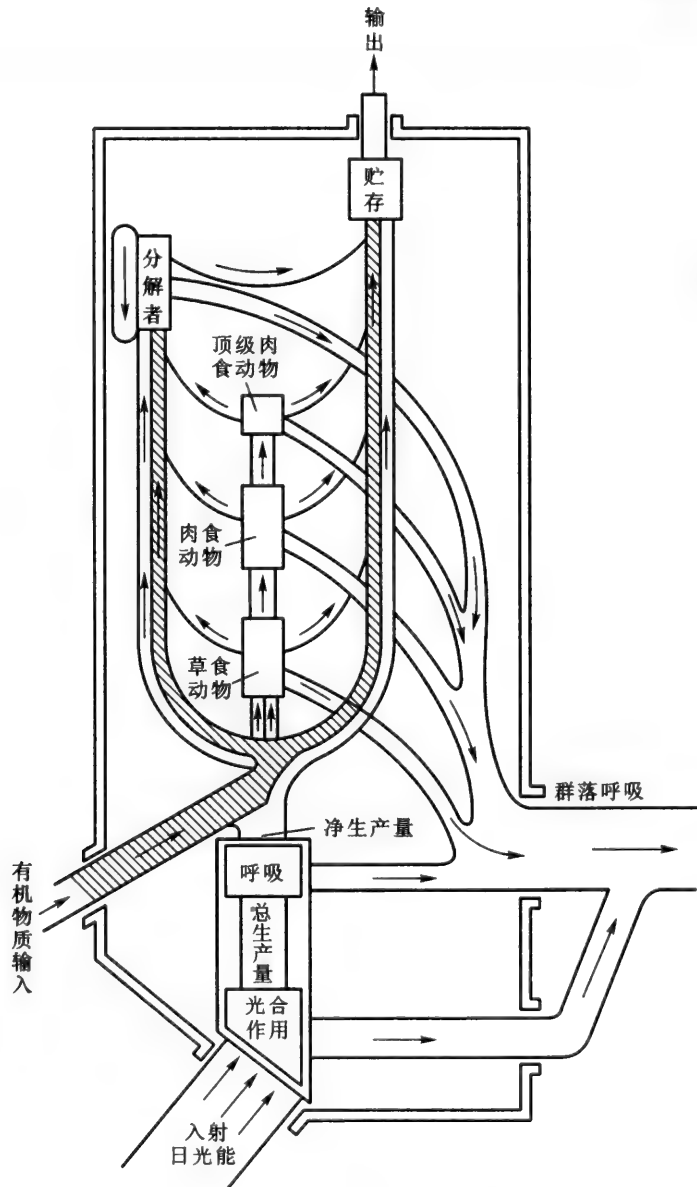 输
出
贮
存
分
解
者
顶级肉
食动物
肉食
动物
草食
动物
群落呼吸
净生产量
呼吸
总
生
产
量
有
机
物
质
输
入
光合
作用
入射
日光能